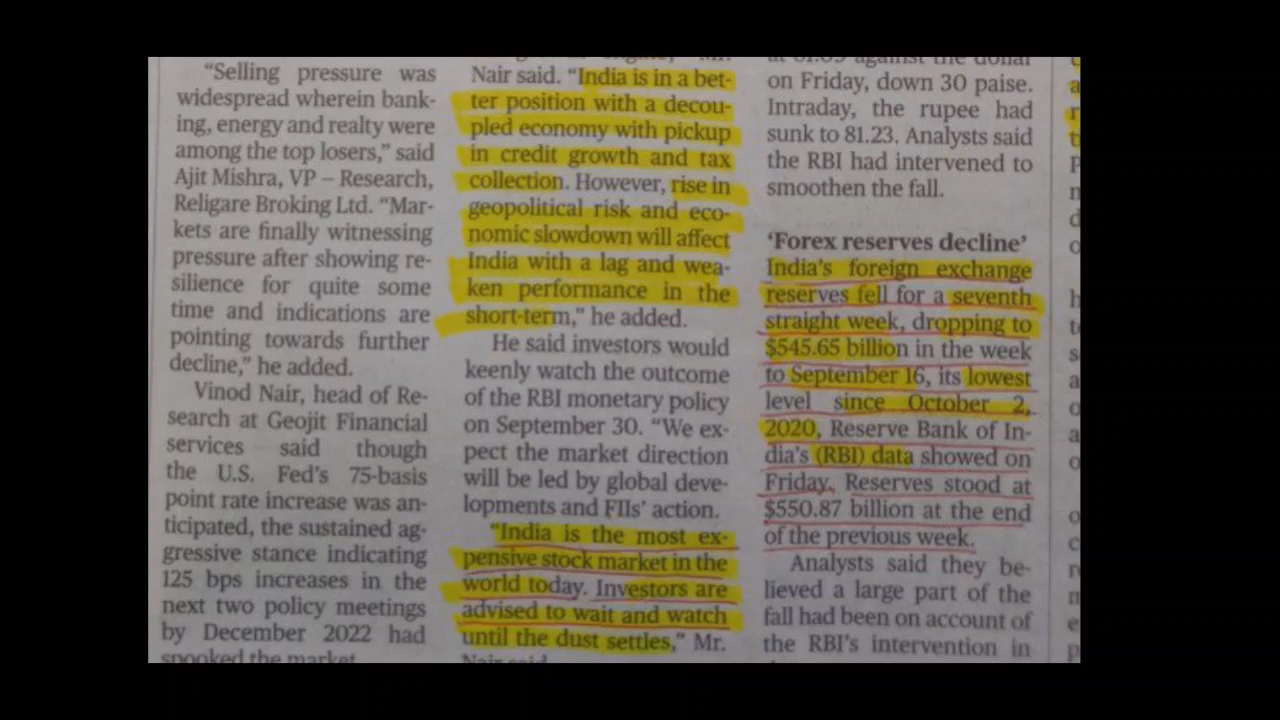 “Selling pressure was
widespread wherein bank-
ing, energy and realty were
among the top losers,” said
Ajit Mishra, VP – Research,
Religare Broking Ltd. “Mar-
kets are finally witnessing
pressure after showing re-
silience for quite some
time and indications are
pointing towards further
decline,” he added.
Vinod Nair, head of Re-
search at Geojit Financial
services said though
the U.S. Fed’s 75-basis
point rate increase was an-
ticipated, the sustained ag-
gressive stance indicating
125 bps increases in the
next two policy meetings
by December 2022 had
spooked the market.
Nair said. “India is in a bet-
ter position with a decou-
pled economy with pickup
in credit growth and tax
collection. However, rise in
geopolitical risk and eco-
nomic slowdown will affect
India with a lag and wea-
ken performance in the
short-term,” he added.
He said investors would
keenly watch the outcome
of the RBI monetary policy
on September 30. “We ex-
pect the market direction
will be led by global deve-
lopments and FIIs’ action.
“India is the most ex-
pensive stock market in the
world today. Investors are
advised to wait and watch
until the dust settles,” Mr.
Nair said.
against the dollar
on Friday, down 30 paise.
Intraday, the rupee had
sunk to 81.23. Analysts said
the RBI had intervened to
smoothen the fall.
‘Forex reserves decline’
India’s foreign exchange
reserves fell for a seventh
straight week, dropping to
$545.65 billion in the week
to September 16, its lowest
level since October 2,
2020, Reserve Bank of In-
dia’s (RBI) data showed on
Friday. Reserves stood at
$550.87 billion at the end
of the previous week.
Analysts said they be-
lieved a large part of the
fall had been on account of
the RBI’s intervention in